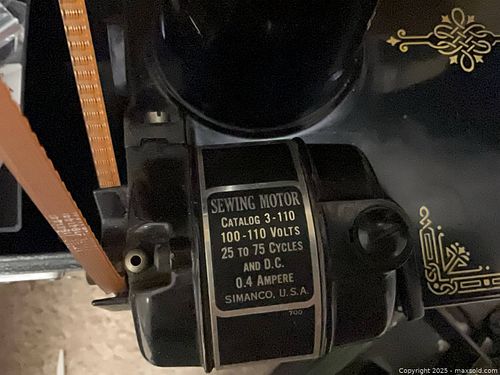 SEWING MOTOR
CATALOG 3-110
100-110 VOLTS
25 TO 75 CYCLES
AND D.C.
0.4 AMPERE
SIMANCO, U.S.A.
700
Copyright 2025 - maxsold.com